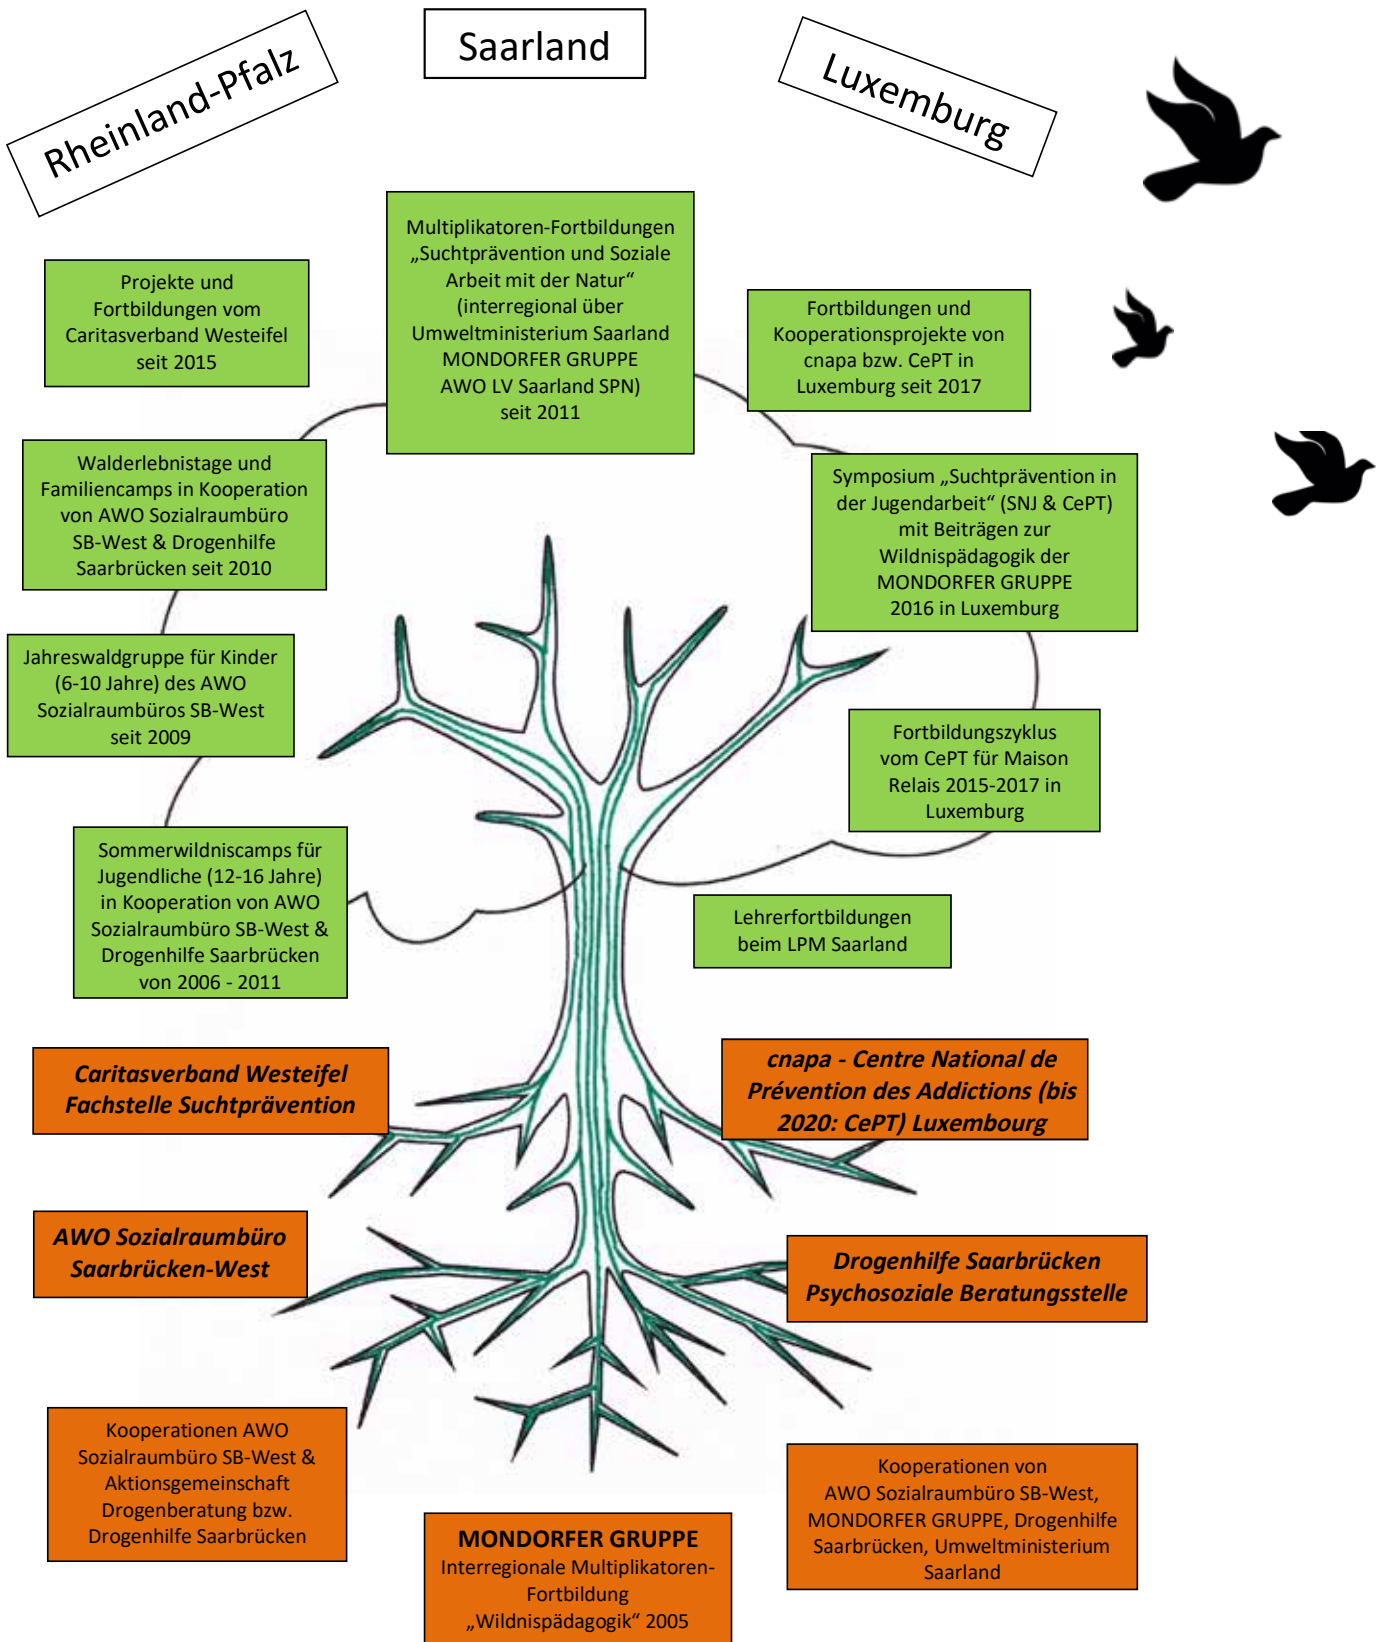 Rheinland-Pfalz
Saarland
Luxemburg
Multiplikatoren-Fortbildungen
„Suchtprävention und Soziale
Arbeit mit der Natur“
(interregional über
Umweltministerium Saarland
MONDORFER GRUPPE
AWO LV Saarland SPN)
seit 2011
Projekte und
Fortbildungen vom
Caritasverband Westeifel
seit 2015
Fortbildungen und
Kooperationsprojekte von
cnapa bzw. CePT in
Luxemburg seit 2017
Walderlebnistage und
Familiencamps in Kooperation
von AWO Sozialraumbüro
SB-West & Drogenhilfe
Saarbrücken seit 2010
Symposium „Suchtprävention in
der Jugendarbeit“ (SNJ & CePT)
mit Beiträgen zur
Wildnispädagogik der
MONDORFER GRUPPE
2016 in Luxemburg
Jahreswaldgruppe für Kinder
(6-10 Jahre) des AWO
Sozialraumbüros SB-West
seit 2009
Fortbildungszyklus
vom CePT für Maison
Relais 2015-2017 in
Luxemburg
Sommerwildniscamps für
Jugendliche (12-16 Jahre)
in Kooperation von AWO
Sozialraumbüro SB-West &
Drogenhilfe Saarbrücken
von 2006 - 2011
Lehrerfortbildungen
beim LPM Saarland
Caritasverband Westeifel
Fachstelle Suchtprävention
cnapa - Centre National de
Prévention des Addictions (bis
2020: CePT) Luxembourg
AWO Sozialraumbüro
Saarbrücken-West
Drogenhilfe Saarbrücken
Psychosoziale Beratungsstelle
Kooperationen AWO
Sozialraumbüro SB-West &
Aktionsgemeinschaft
Drogenberatung bzw.
Drogenhilfe Saarbrücken
MONDORFER GRUPPE
Interregionale Multiplikatoren-
Fortbildung
„Wildnispädagogik“ 2005
Kooperationen von
AWO Sozialraumbüro SB-West,
MONDORFER GRUPPE, Drogenhilfe
Saarbrücken, Umweltministerium
Saarland